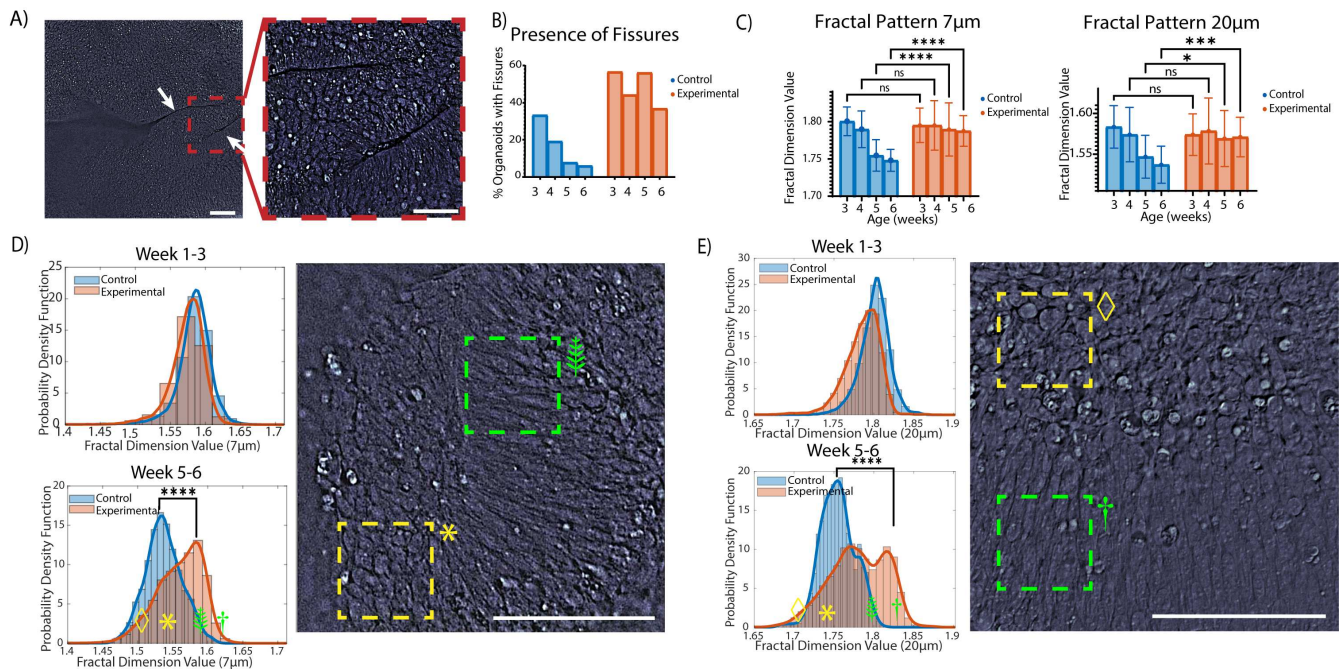 A)
B)
Presence of Fissures
% Organoaids with Fissures
60
40
20
0
3 4 5 6 3 4 5 6
Control
Experimental
C)
Fractal Pattern 7µm
Fractal Dimension Value
1.80
1.75
1.70
ns
ns
****
****
3 4 5 6 3 4 5 6
Age (weeks)
Control
Experimental
Fractal Pattern 20µm
Fractal Dimension Value
1.60
1.55
ns
ns
*
***
3 4 5 6 3 4 5 6
Age (weeks)
Control
Experimental
D)
Week 1-3
Probability Density Function
25
20
15
10
5
0
Control
Experimental
1.4 1.45 1.5 1.55 1.6 1.65 1.7
Fractal Dimension Value (7µm)
Week 5-6
Probability Density Function
20
15
10
5
0
Control
Experimental
****
1.4 1.45 1.5 1.55 1.6 1.65 1.7
Fractal Dimension Value (7µm)
E)
Week 1-3
Probability Density Function
30
25
20
15
10
5
0
Control
Experimental
1.65 1.7 1.75 1.8 1.85 1.9
Fractal Dimension Value (20µm)
Week 5-6
Probability Density Function
20
15
10
5
0
Control
Experimental
****
1.65 1.7 1.75 1.8 1.85 1.9
Fractal Dimension Value (20µm)